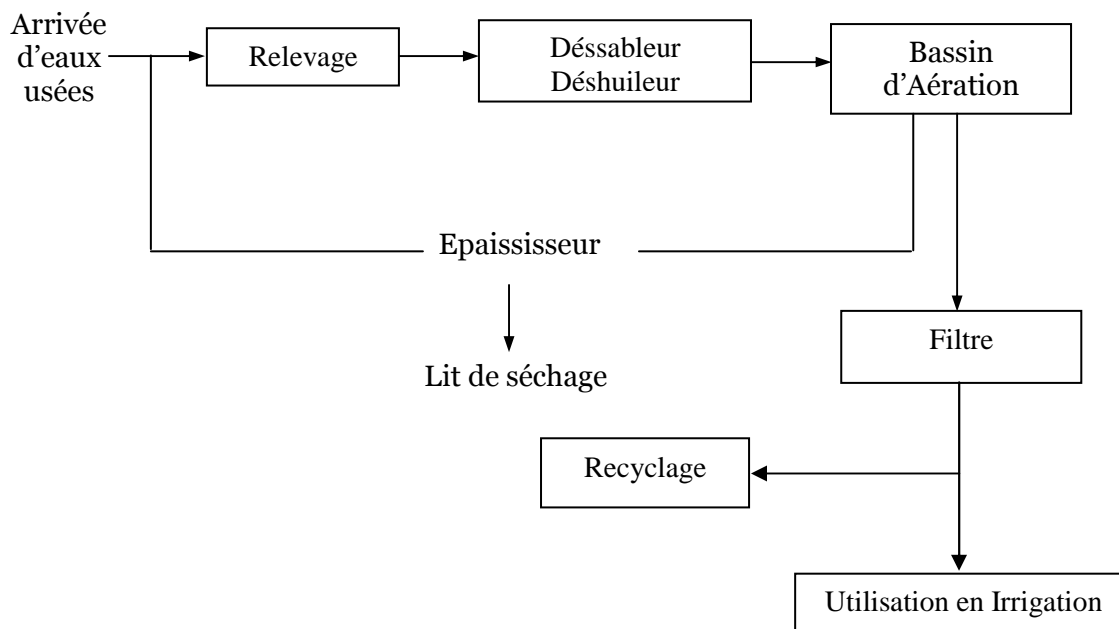 Arrivée
d’eaux
usées
Relevage
Déssableur
Déshuileur
Bassin
d’Aération
Epaississeur
Lit de séchage
Filtre
Recyclage
Utilisation en Irrigation